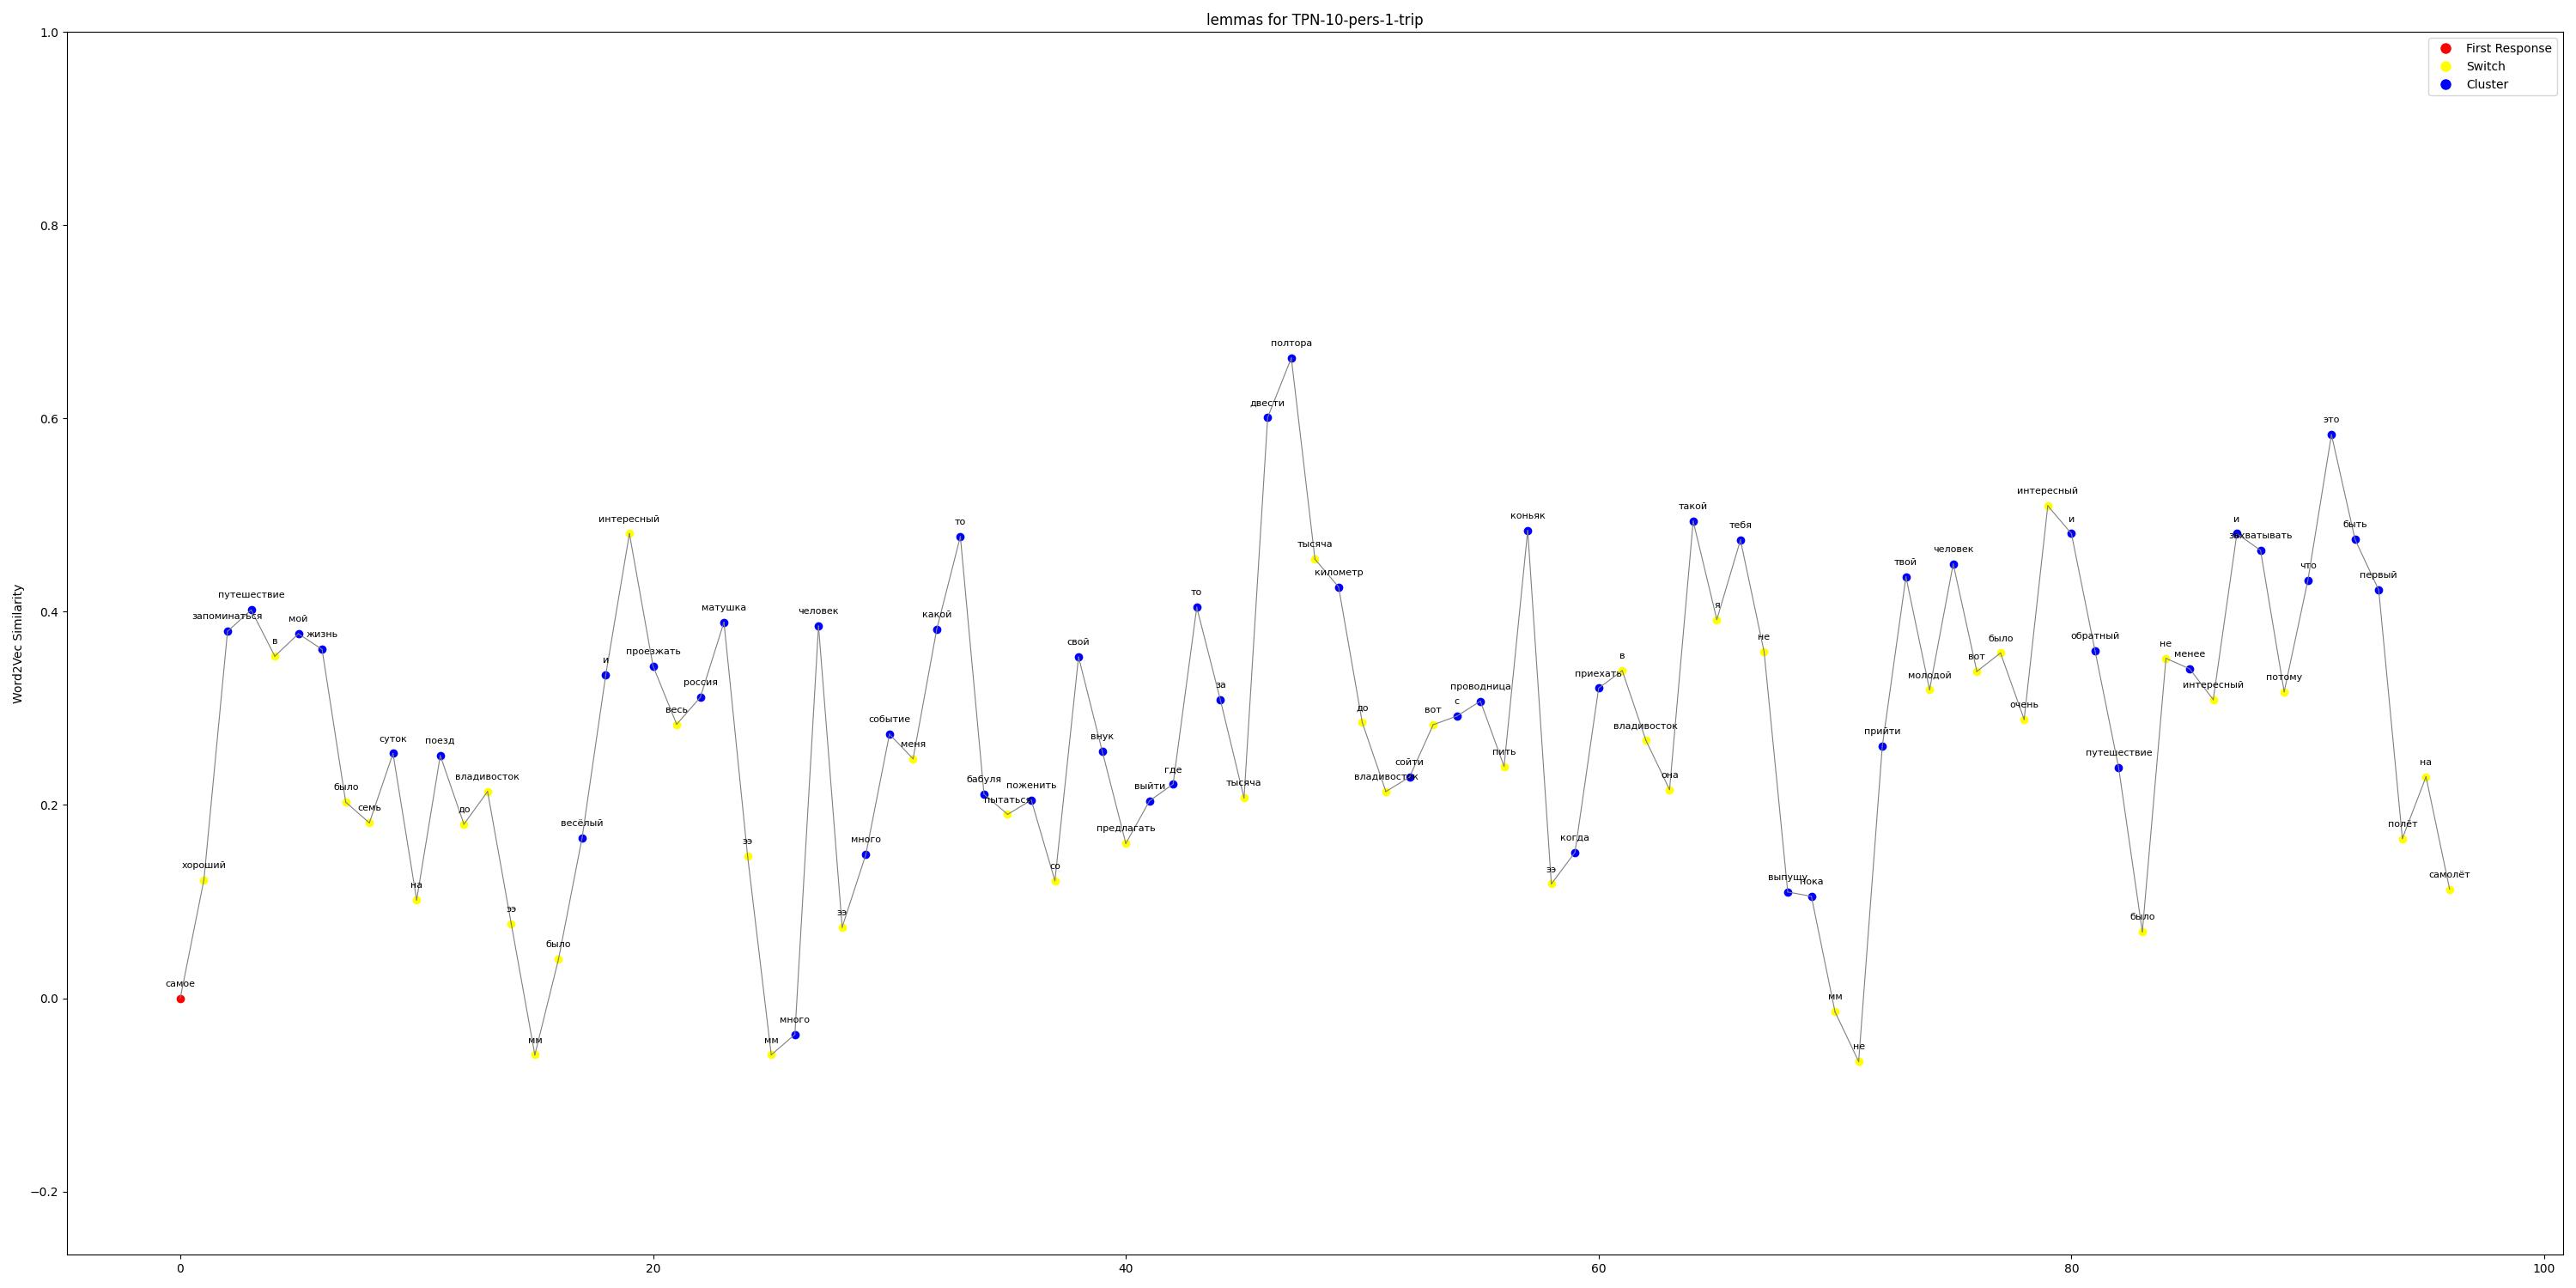 lemmas for TPN-10-pers-1-trip
Word2Vec Similarity
1.0
0.8
0.6
0.4
0.2
0.0
−0.2
0
20
40
60
80
100
First Response
Switch
Cluster
самое
хороший
запоминаться
путешествие
в
мой
жизнь
было
семь
суток
на
поезд
до
владивосток
ээ
мм
было
весёлый
и
интересный
проезжать
весь
россия
матушка
ээ
мм
много
человек
ээ
много
событие
меня
какой
то
бабуля
пытаться
поженить
со
свой
внук
предлагать
выйти
где
то
за
тысяча
двести
полтора
тысяча
километр
до
владивосток
сойти
вот
с
проводница
пить
коньяк
ээ
когда
приехать
в
владивосток
она
такой
я
тебя
не
выпущу
пока
мм
не
прийти
твой
молодой
человек
вот
было
очень
интересный
и
обратный
путешествие
было
не
менее
интересный
и
захватывать
потому
что
это
быть
первый
полёт
на
самолёт